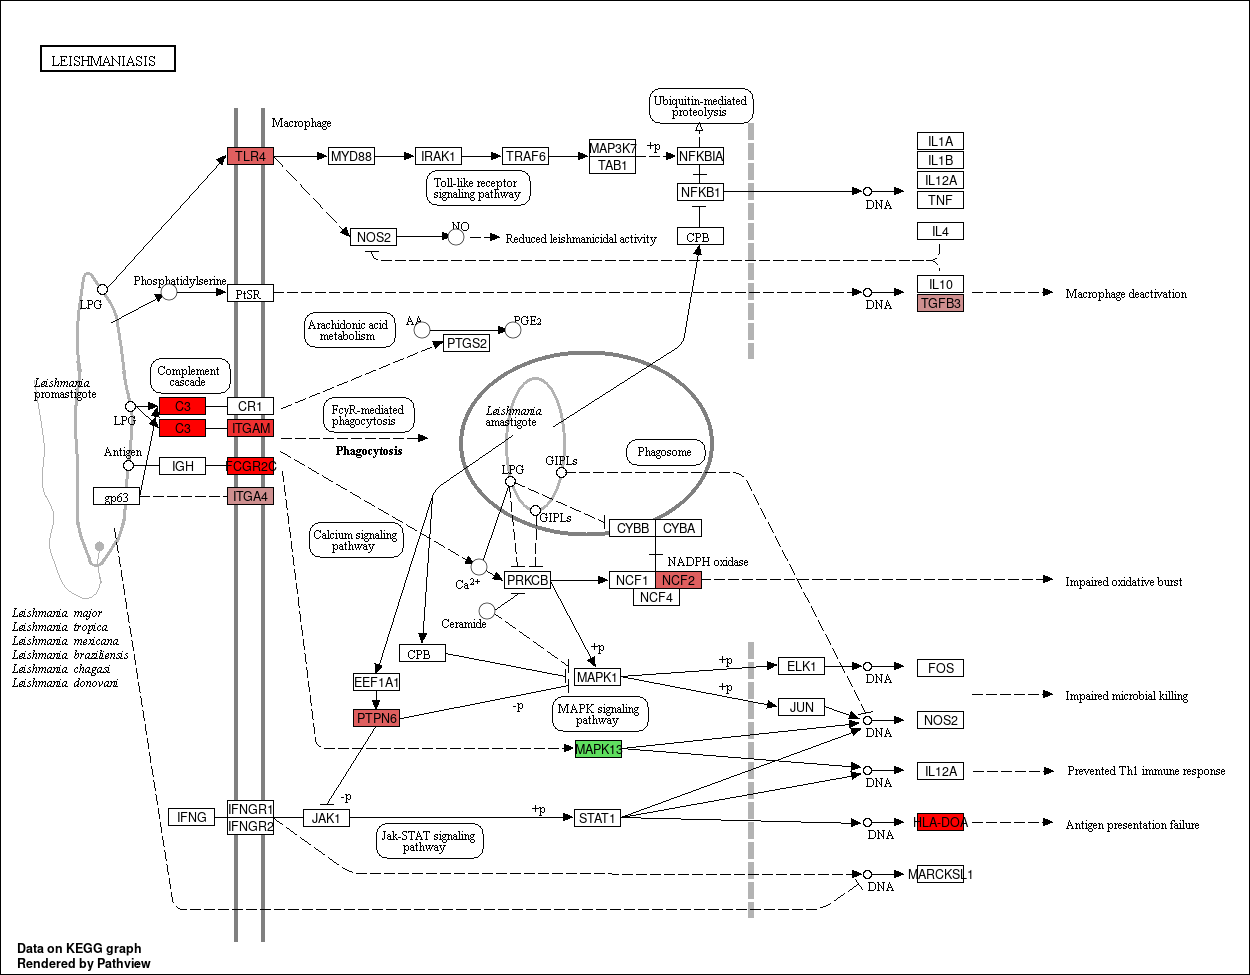 LEISHMANIASIS
Macrophage
Ubiquitin-mediated
proteolysis
TLR4
MYD88
IRAK1
TRAF6
MAP3K7
TAB1
+p
NFKBIA
IL1A
IL1B
IL12A
TNF
Toll-like receptor
signaling pathway
NFKB1
DNA
NOS2
NO
Reduced leishmanicidal activity
CPB
IL4
LPG
Phosphatidylserine
PtSR
DNA
IL10
TGFB3
Macrophage deactivation
Arachidonic acid
metabolism
AA
PGE2
PTGS2
Leishmania
promastigote
Complement
cascade
LPG
C3
CR1
C3
ITGAM
FcγR-mediated
phagocytosis
Phagocytosis
Leishmania
amastigote
Phagosome
Antigen
IGH
FCGR2C
gp63
ITGA4
LPG
GIPLs
GIPLs
Calcium signaling
pathway
CYBB
CYBA
NADPH oxidase
Ca2+
PRKCB
NCF1
NCF2
NCF4
Impaired oxidative burst
Ceramide
Leishmania major
Leishmania tropica
Leishmania mexicana
Leishmania braziliensis
Leishmania chagasi
Leishmania donovani
CPB
EEF1A1
PTPN6
+p
MAPK1
-p
MAPK signaling
pathway
+p
+p
ELK1
JUN
DNA
FOS
Impaired microbial killing
DNA
NOS2
MAPK13
DNA
IL12A
Prevented Th1 immune response
IFNG
IFNGR1
IFNGR2
-p
JAK1
+p
STAT1
Jak-STAT signaling
pathway
DNA
HLA-DOA
Antigen presentation failure
DNA
MARCKSL1
Data on KEGG graph
Rendered by Pathview